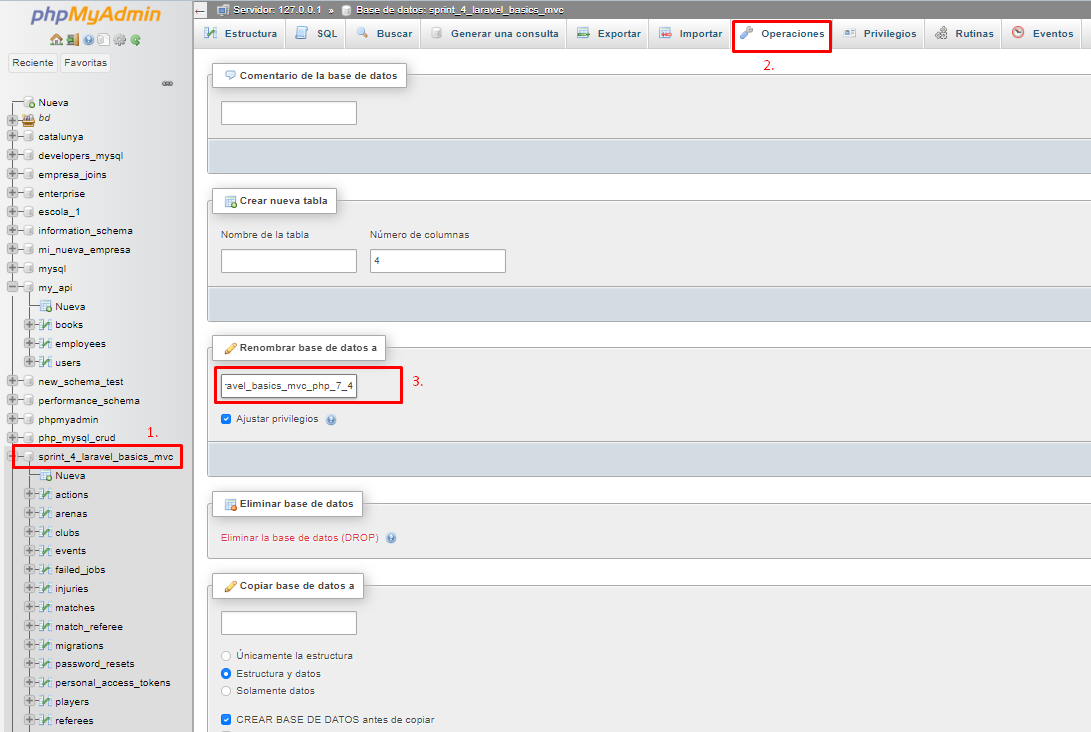 phpMyAdmin
Reciente
Favoritas
Nueva
bd
catalunya
developers_mysql
empresa_joins
enterprise
escola_1
information_schema
mi_nueva_empresa
mysql
my_api
Nueva
books
employees
users
new_schema_test
performance_schema
phpmyadmin
php_mysql_crud
1.
sprint_4_laravel_basics_mvc
Nueva
actions
arenas
clubs
events
failed_jobs
injuries
matches
match_referee
migrations
password_resets
personal_access_tokens
players
referees
Servidor: 127.0.0.1 » Base de datos: sprint_4_laravel_basics_mvc
Estructura
SQL
Buscar
Generar una consulta
Exportar
Importar
Operaciones
Privilegios
Rutinas
Eventos
2.
Comentario de la base de datos
Crear nueva tabla
Nombre de la tabla
Número de columnas
4
Renombrar base de datos a
ravel_basics_mvc_php_7_4
3.
Ajustar privilegios
Eliminar base de datos
Eliminar la base de datos (DROP)
Copiar base de datos a
Únicamente la estructura
Estructura y datos
Solamente datos
CREAR BASE DE DATOS antes de copiar